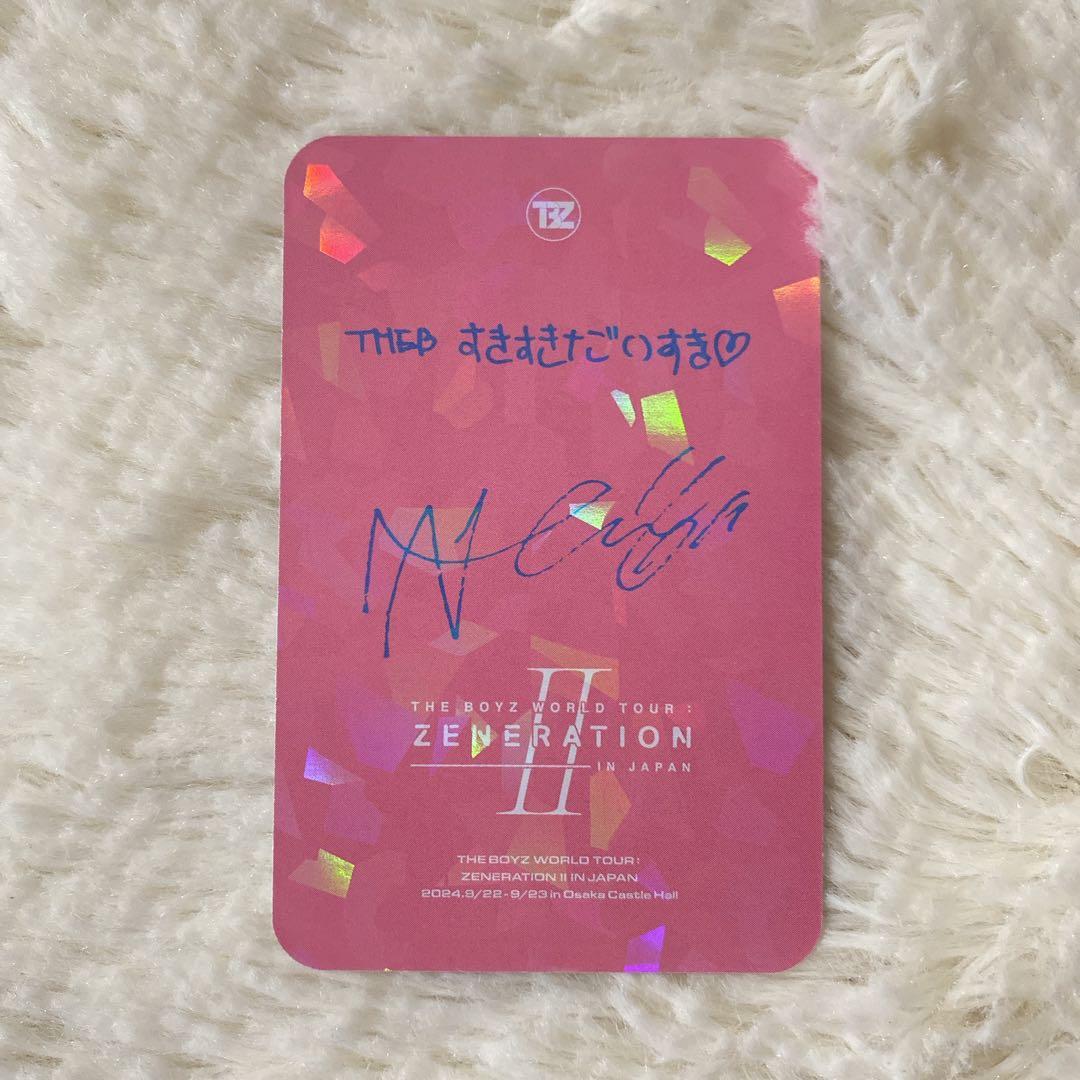 TBZ
THEB すきすきだいすき♡
THE BOYZ WORLD TOUR :
ZENERATION
II
IN JAPAN
THE BOYZ WORLD TOUR :
ZENERATION II IN JAPAN
2024.9/22 - 9/23 in Osaka Castle Hall